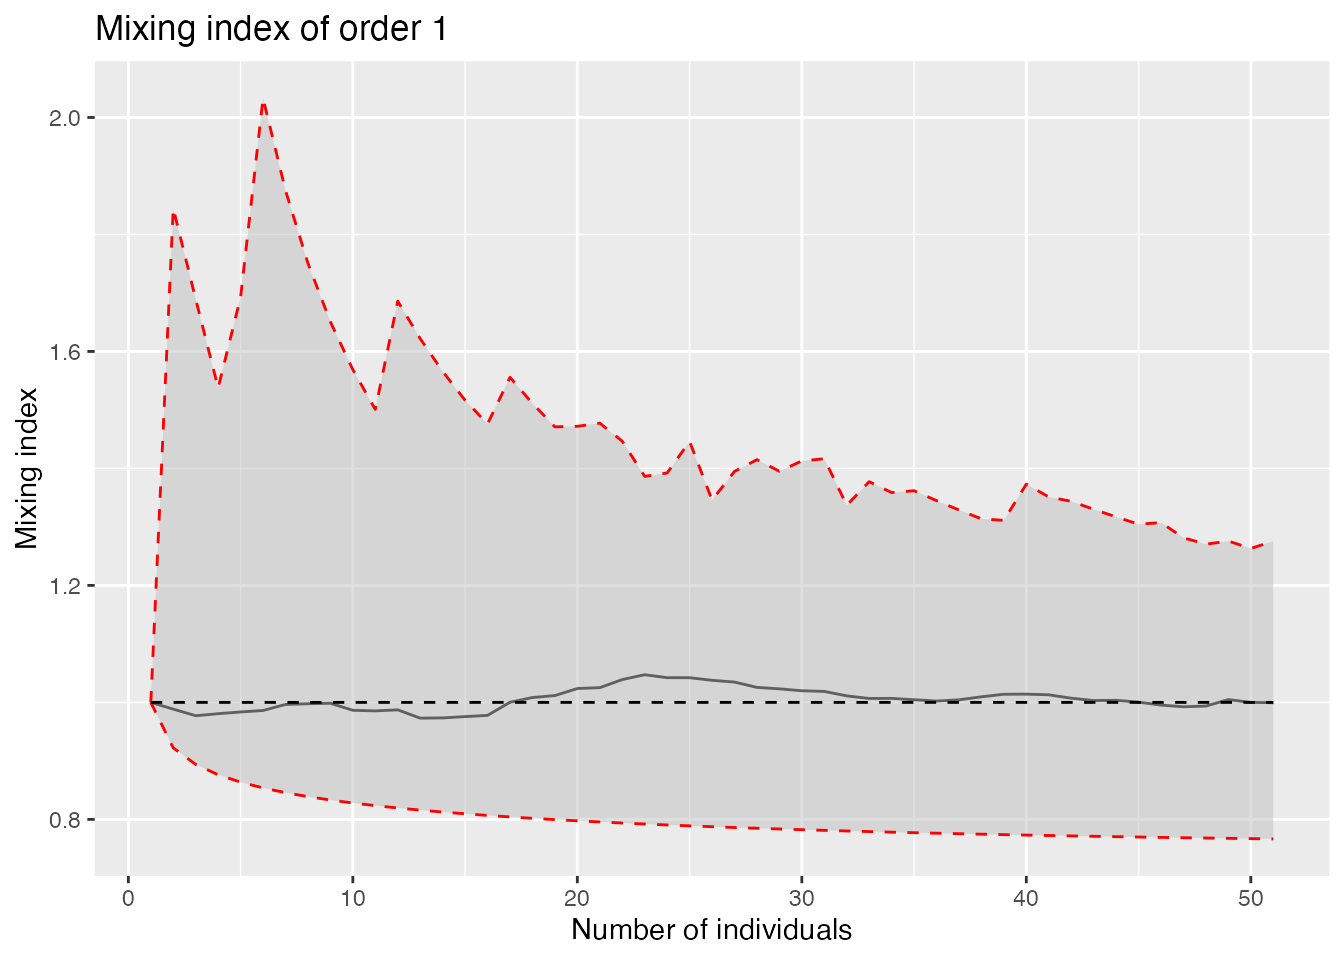 Mixing index of order 1
Mixing index
2.0
1.6
1.2
0.8
0 10 20 30 40 50
Number of individuals